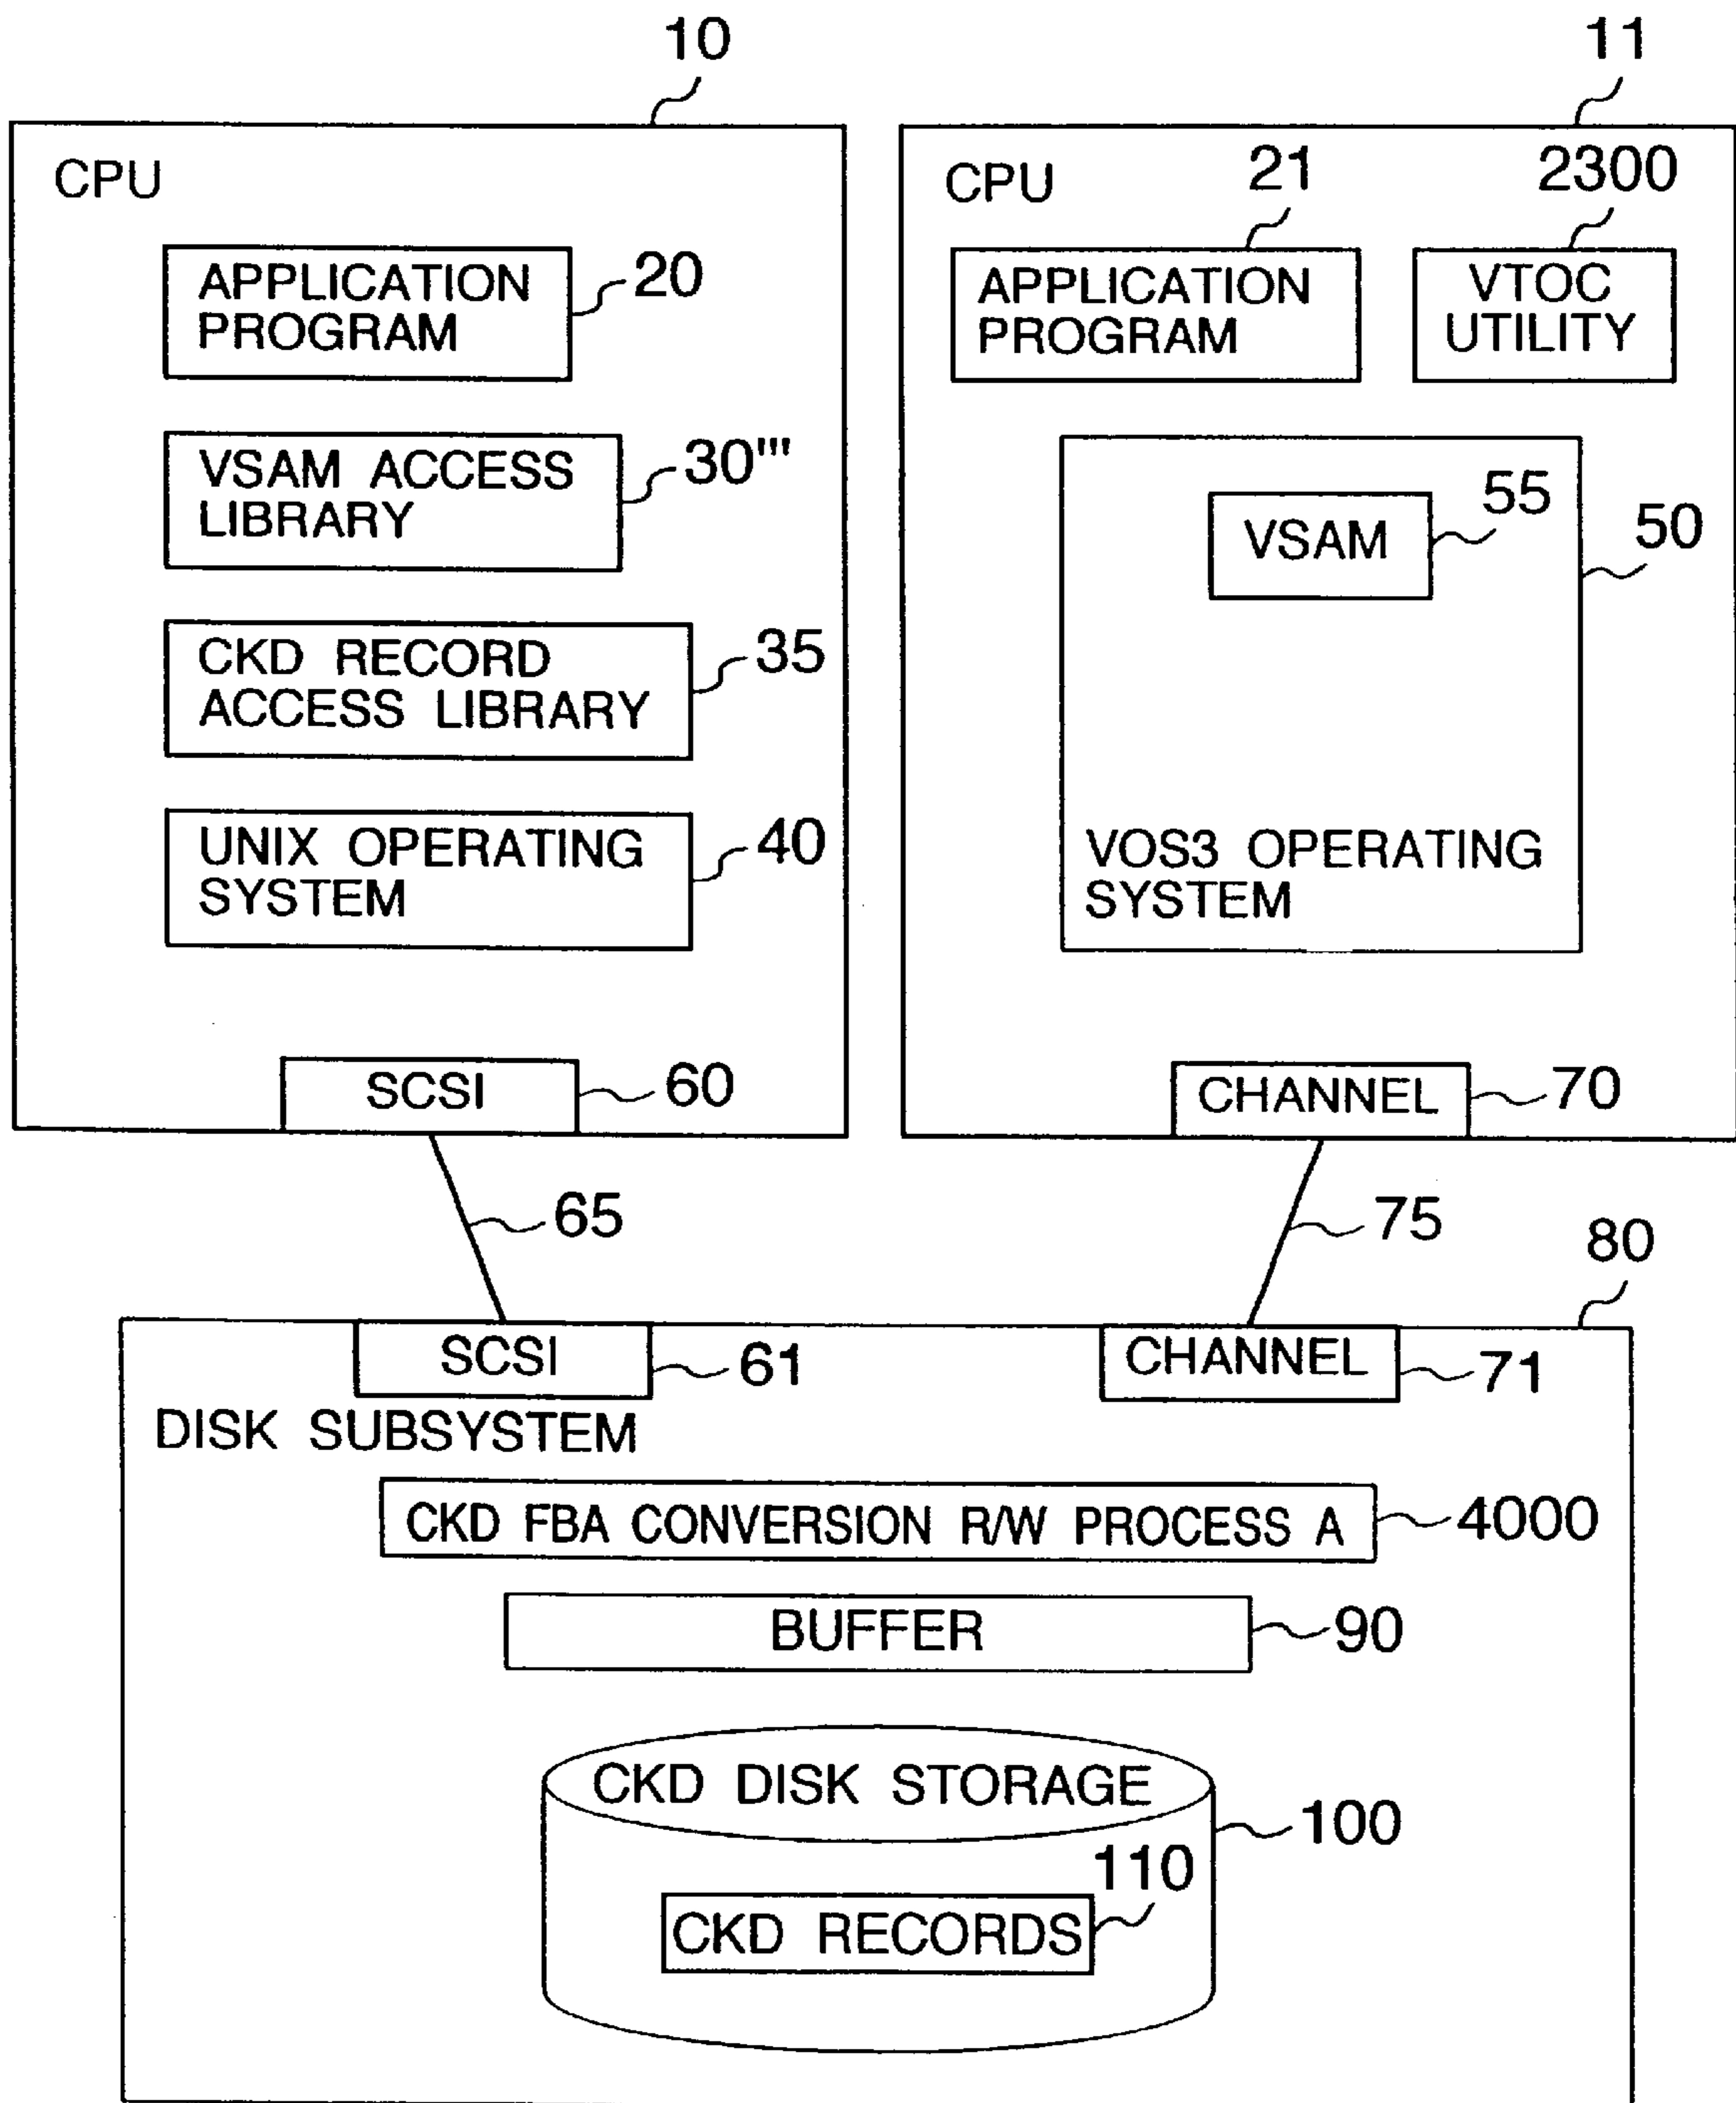 10
11
CPU
CPU
21
2300
APPLICATION
PROGRAM
20
APPLICATION
PROGRAM
VTOC
UTILITY
VSAM ACCESS
LIBRARY
30'''
VSAM
55
50
CKD RECORD
ACCESS LIBRARY
35
UNIX OPERATING
SYSTEM
40
VOS3 OPERATING
SYSTEM
SCSI
60
CHANNEL
70
65
75
80
SCSI
61
CHANNEL
71
DISK SUBSYSTEM
CKD FBA CONVERSION R/W PROCESS A
4000
BUFFER
90
CKD DISK STORAGE
100
110
CKD RECORDS